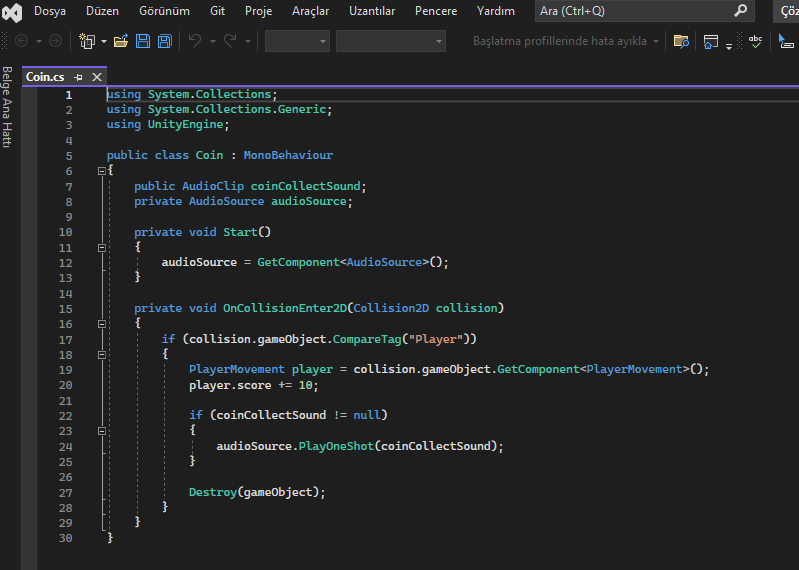 Dosya Düzen Görünüm Git Proje Araçlar Uzantılar Pencere Yardım Ara (Ctrl+Q) Çöz
Başlatma profillerinde hata ayıkla
abc
Belge Ana Hattı
Coin.cs
1 using System.Collections;
2 using System.Collections.Generic;
3 using UnityEngine;
4
5 public class Coin : MonoBehaviour
6 {
7 public AudioClip coinCollectSound;
8 private AudioSource audioSource;
9
10 private void Start()
11 {
12 audioSource = GetComponent<AudioSource>();
13 }
14
15 private void OnCollisionEnter2D(Collision2D collision)
16 {
17 if (collision.gameObject.CompareTag("Player"))
18 {
19 PlayerMovement player = collision.gameObject.GetComponent<PlayerMovement>();
20 player.score += 10;
21
22 if (coinCollectSound != null)
23 {
24 audioSource.PlayOneShot(coinCollectSound);
25 }
26
27 Destroy(gameObject);
28 }
29 }
30 }